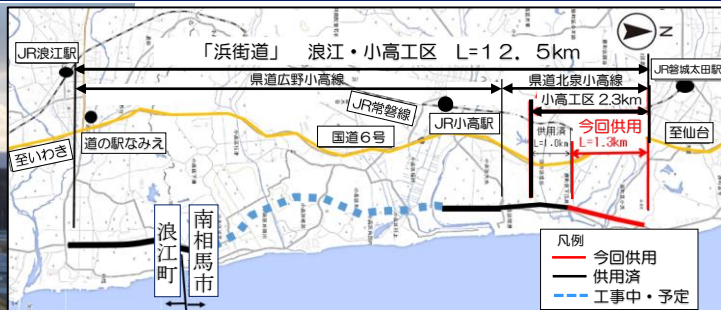 JR浪江駅
「浜街道」 浪江・小高工区 L=12.5km
N
JR磐城太田駅
県道広野小高線
県道北泉小高線
小高工区 2.3km
JR常磐線
JR小高駅
道の駅なみえ
国道6号
供用済
L=1.0km
今回供用
L=1.3km
至仙台
至いわき
浪江町
南相馬市
凡例
今回供用
供用済
工事中・予定